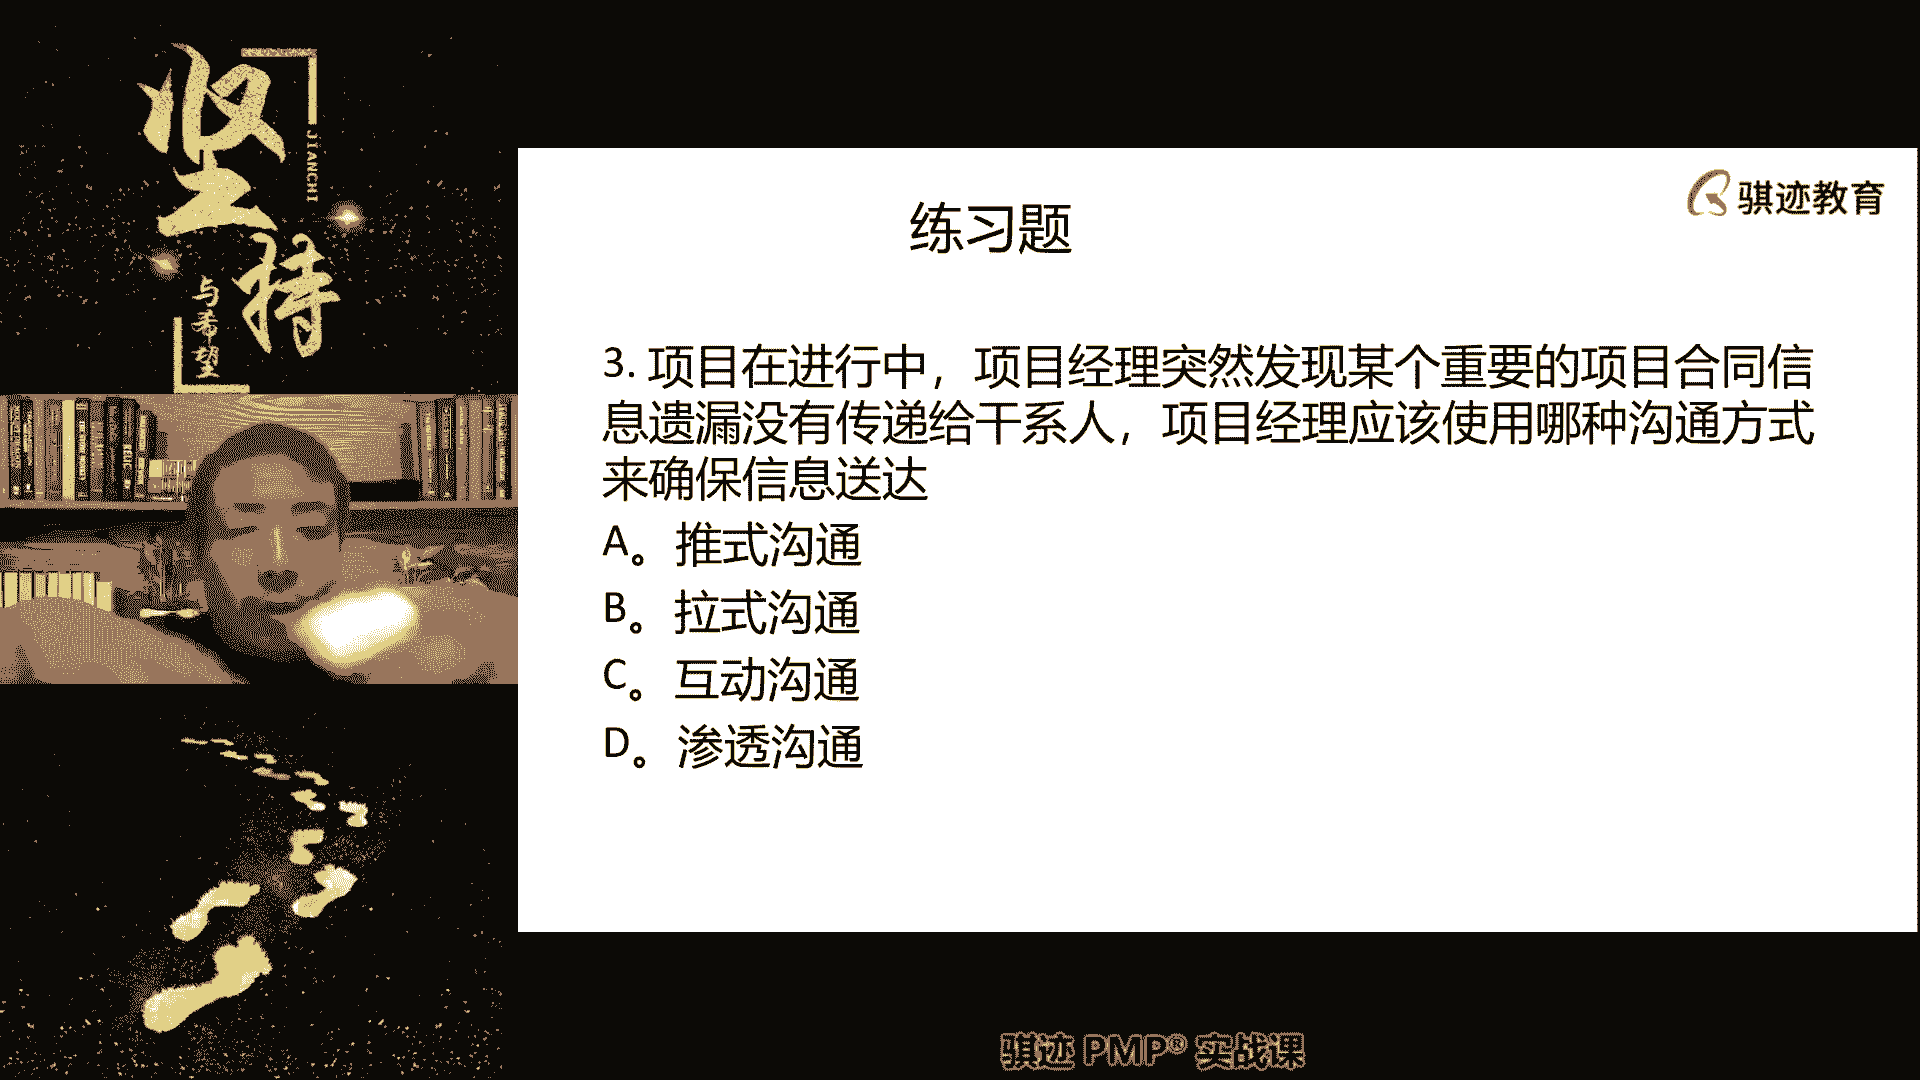 坚
持
JIANCHI
与希望
骐迹教育
练习题
3. 项目在进行中，项目经理突然发现某个重要的项目合同信
息遗漏没有传递给干系人，项目经理应该使用哪种沟通方式
来确保信息送达
A。推式沟通
B。拉式沟通
C。互动沟通
D。渗透沟通
骐迹 PMP® 实战课